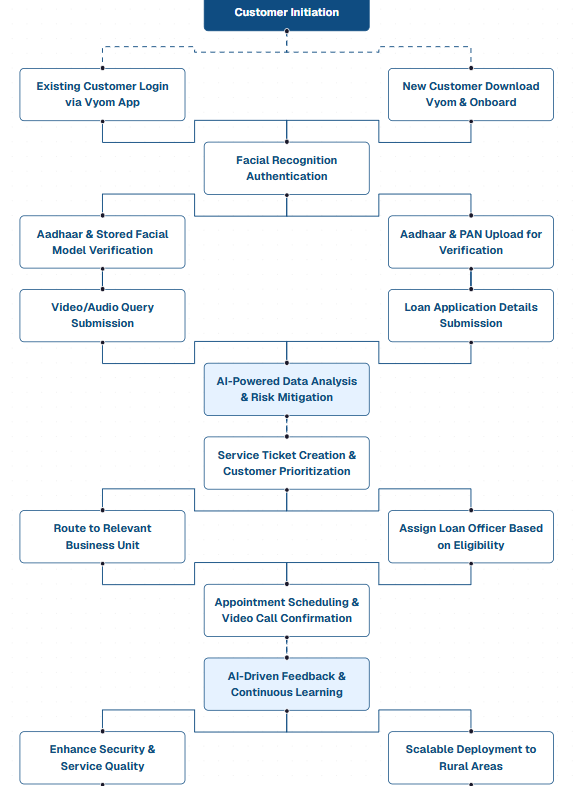 Customer Initiation
Existing Customer Login
via Vyom App
New Customer Download
Vyom & Onboard
Facial Recognition
Authentication
Aadhaar & Stored Facial
Model Verification
Aadhaar & PAN Upload for
Verification
Video/Audio Query
Submission
Loan Application Details
Submission
AI-Powered Data Analysis
& Risk Mitigation
Service Ticket Creation &
Customer Prioritization
Route to Relevant
Business Unit
Assign Loan Officer Based
on Eligibility
Appointment Scheduling &
Video Call Confirmation
AI-Driven Feedback &
Continuous Learning
Enhance Security &
Service Quality
Scalable Deployment to
Rural Areas